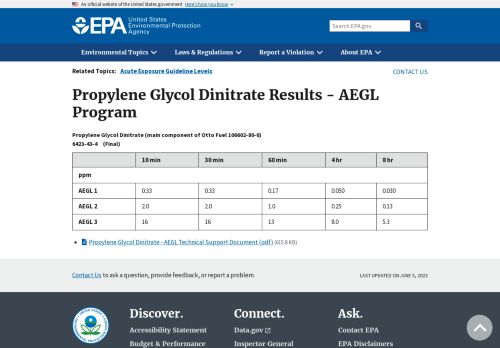 An official website of the United States government Here's how you know
EPA United States Environmental Protection Agency
Search EPA.gov
Environmental Topics Laws & Regulations Report a Violation About EPA
Related Topics: Acute Exposure Guideline Levels CONTACT US
Propylene Glycol Dinitrate Results - AEGL
Program
Propylene Glycol Dinitrate (main component of Otto Fuel 106602-80-6)
6423-43-4 (Final)
10 min 30 min 60 min 4 hr 8 hr
ppm
AEGL 1 0.33 0.33 0.17 0.050 0.030
AEGL 2 2.0 2.0 1.0 0.25 0.13
AEGL 3 16 16 13 8.0 5.3
Propylene Glycol Dinitrate - AEGL Technical Support Document (pdf) (615.8 KB)
Contact Us to ask a question, provide feedback, or report a problem. LAST UPDATED ON JUNE 5, 2023
Discover. Connect. Ask.
Accessibility Statement Data.gov Contact EPA
Budget & Performance Inspector General EPA Disclaimers